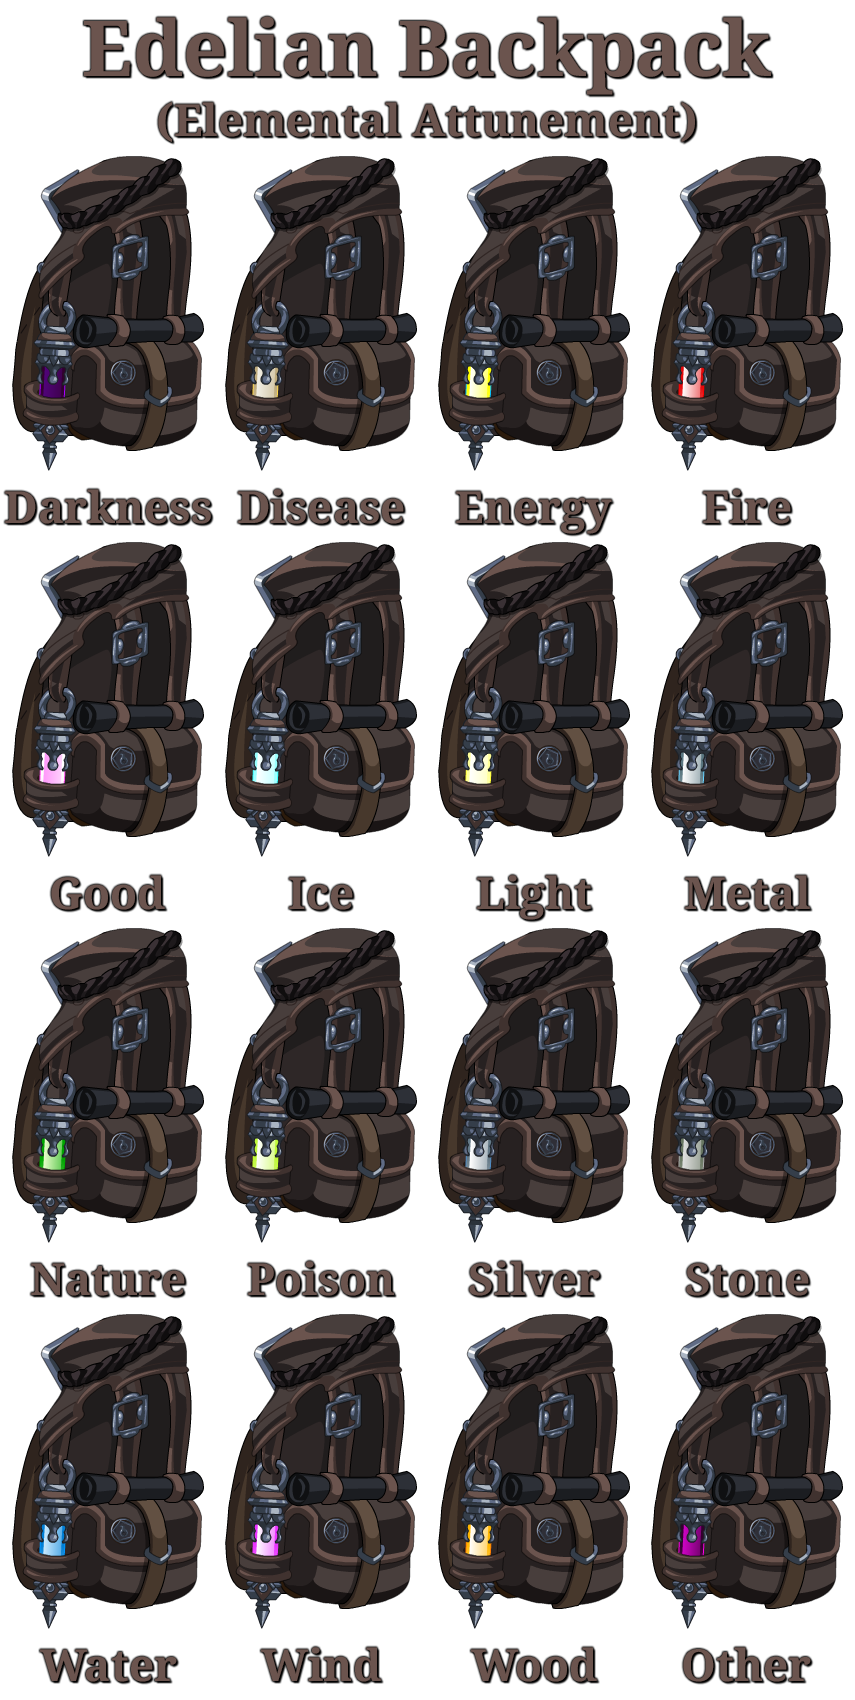 Edelian Backpack
(Elemental Attunement)
Darkness Disease Energy Fire
Good Ice Light Metal
Nature Poison Silver Stone
Water Wind Wood Other